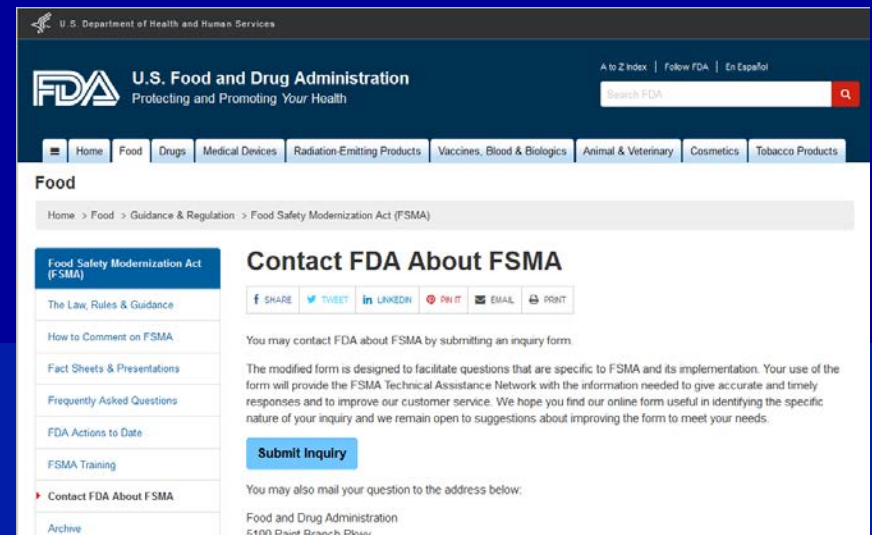 U.S. Department of Health and Human Services
A to Z Index | Follow FDA | En Español
FDA
U.S. Food and Drug Administration
Protecting and Promoting Your Health
Search FDA
Home Food Drugs Medical Devices Radiation-Emitting Products Vaccines, Blood & Biologics Animal & Veterinary Cosmetics Tobacco Products
Food
Home > Food > Guidance & Regulation > Food Safety Modernization Act (FSMA)
Food Safety Modernization Act
(FSMA)
The Law, Rules & Guidance
How to Comment on FSMA
Fact Sheets & Presentations
Frequently Asked Questions
FDA Actions to Date
FSMA Training
Contact FDA About FSMA
Archive
Contact FDA About FSMA
SHARE TWEET LINKEDIN PIN IT EMAIL PRINT
You may contact FDA about FSMA by submitting an inquiry form.
The modified form is designed to facilitate questions that are specific to FSMA and its implementation. Your use of the
form will provide the FSMA Technical Assistance Network with the information needed to give accurate and timely
responses and to improve our customer service. We hope you find our online form useful in identifying the specific
nature of your inquiry and we remain open to suggestions about improving the form to meet your needs.
Submit Inquiry
You may also mail your question to the address below:
Food and Drug Administration
5100 Paint Branch Pkwy